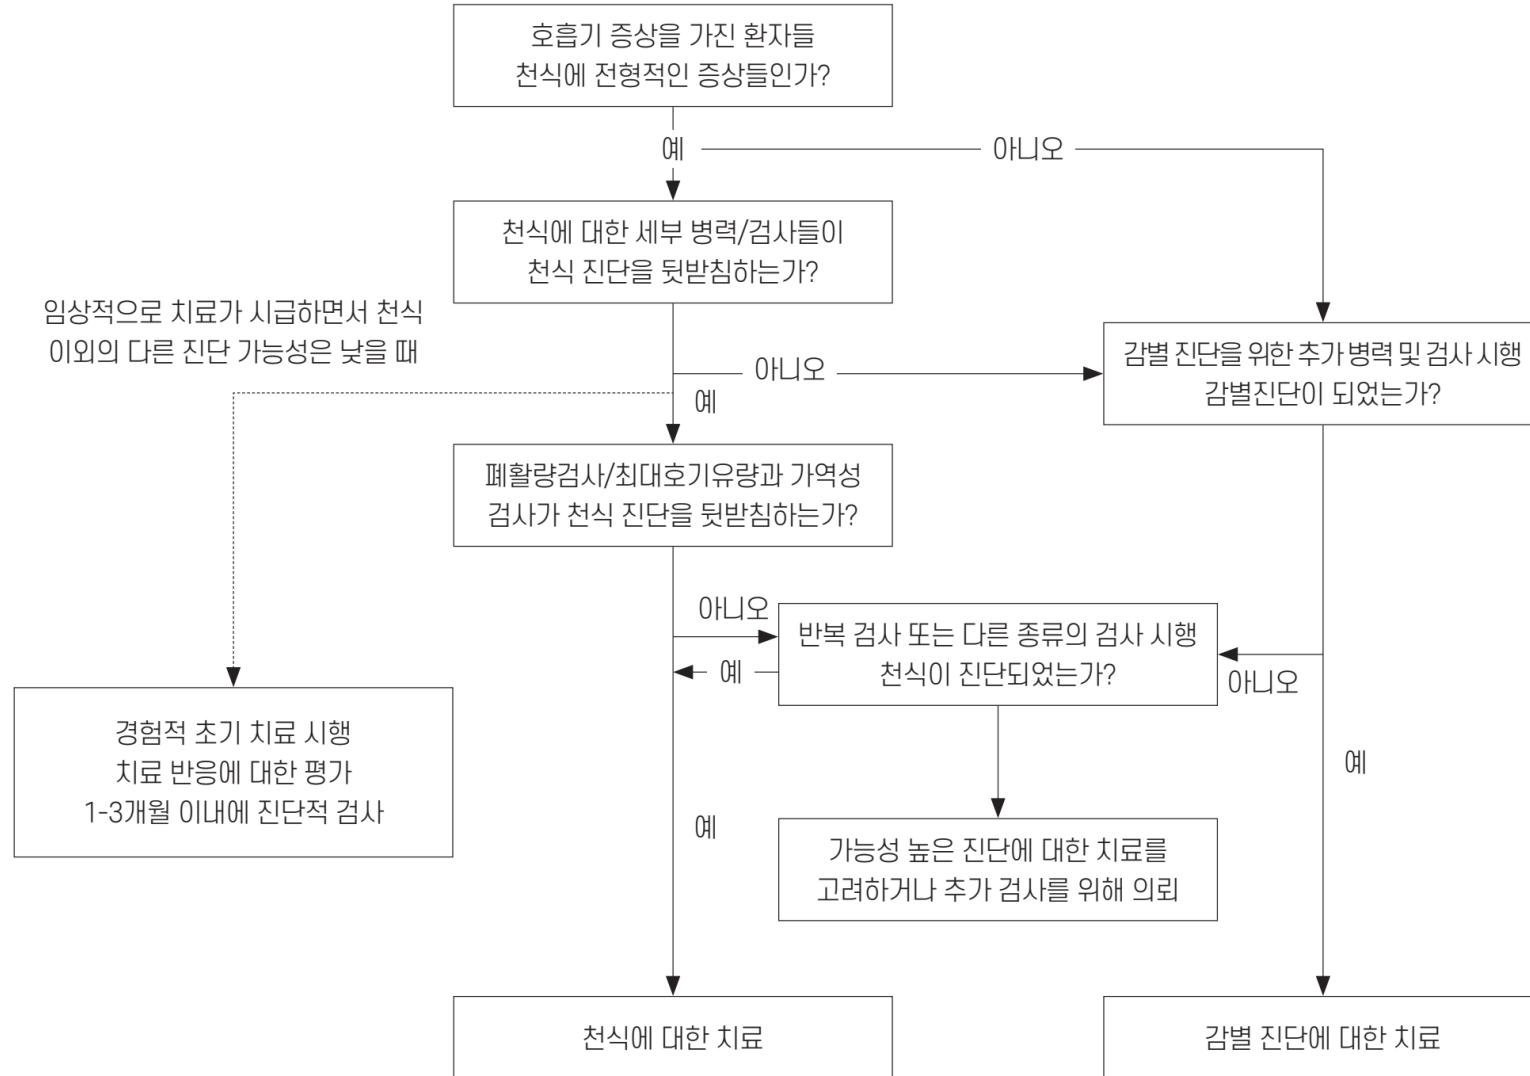 호흡기 증상을 가진 환자들
천식에 전형적인 증상들인가?
예
아니오
천식에 대한 세부 병력/검사들이
천식 진단을 뒷받침하는가?
임상적으로 치료가 시급하면서 천식
이외의 다른 진단 가능성은 낮을 때
아니오
예
감별 진단을 위한 추가 병력 및 검사 시행
감별진단이 되었는가?
폐활량검사/최대호기유량과 가역성
검사가 천식 진단을 뒷받침하는가?
아니오
예
반복 검사 또는 다른 종류의 검사 시행
천식이 진단되었는가?
아니오
경험적 초기 치료 시행
치료 반응에 대한 평가
1-3개월 이내에 진단적 검사
예
예
가능성 높은 진단에 대한 치료를
고려하거나 추가 검사를 위해 의뢰
천식에 대한 치료
감별 진단에 대한 치료